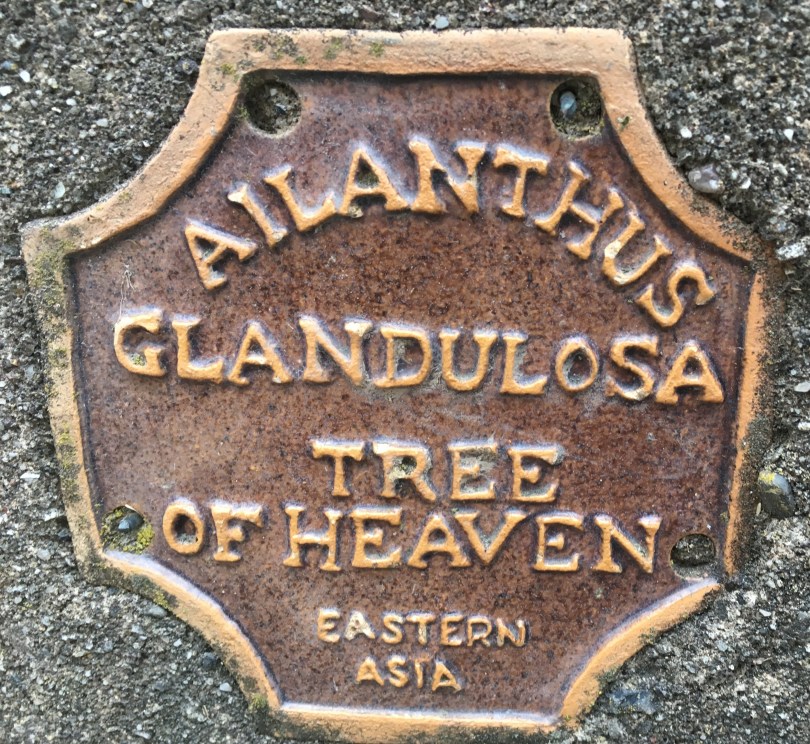 AILANTHUS
GLANDULOSA
TREE
OF HEAVEN
EASTERN
ASIA